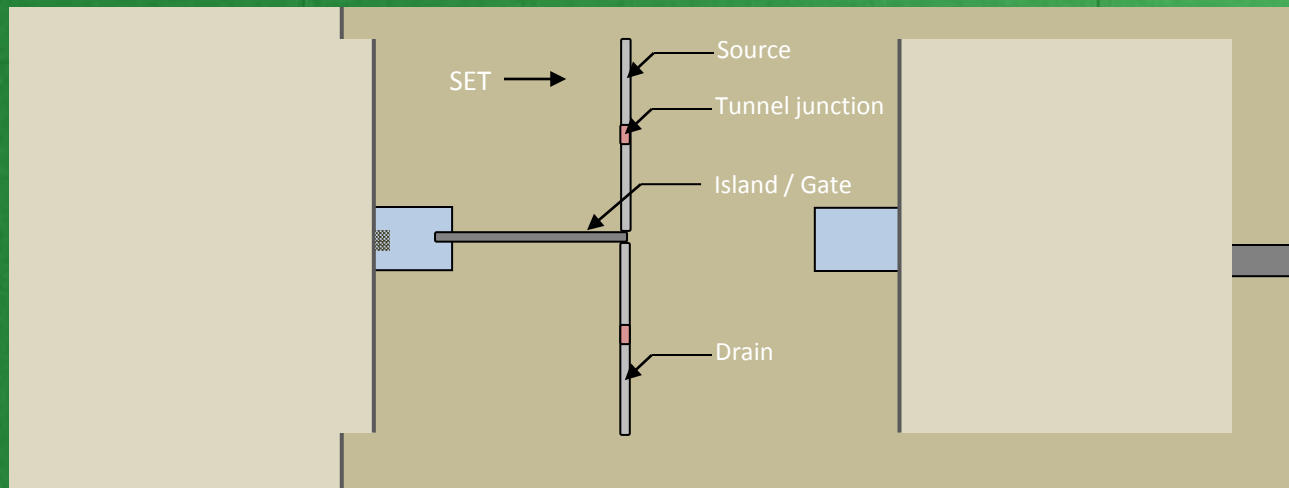 Source
SET
Tunnel junction
Island / Gate
Drain